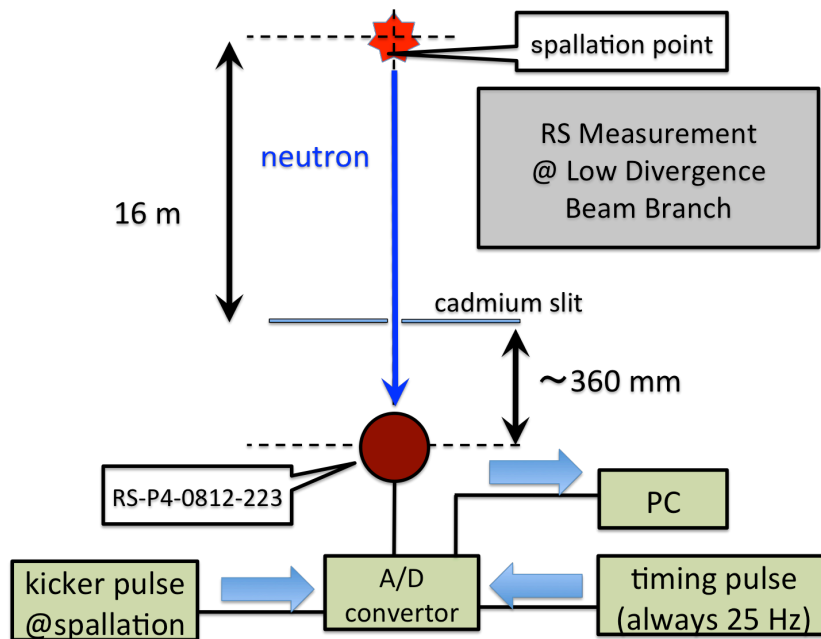 spallation point
RS Measurement
@ Low Divergence
Beam Branch
neutron
16 m
cadmium slit
~360 mm
RS-P4-0812-223
PC
kicker pulse
@spallation
A/D
convertor
timing pulse
(always 25 Hz)